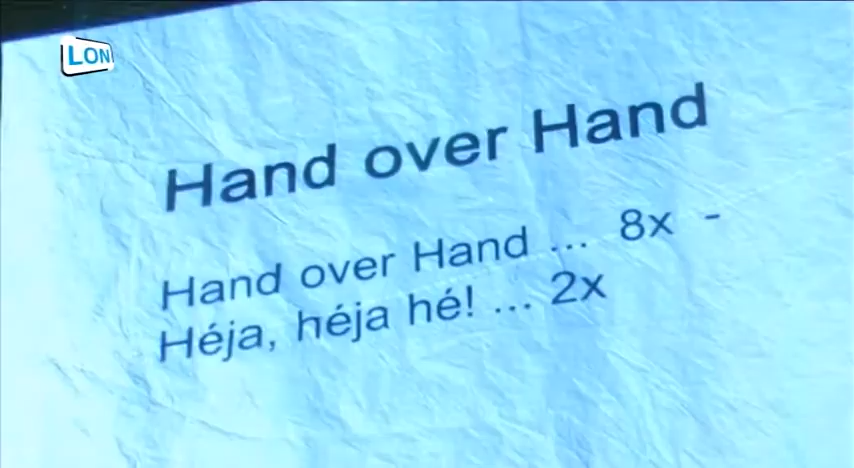 LON
Hand over Hand
Hand over Hand ... 8x -
Héja, héja hé! ... 2x